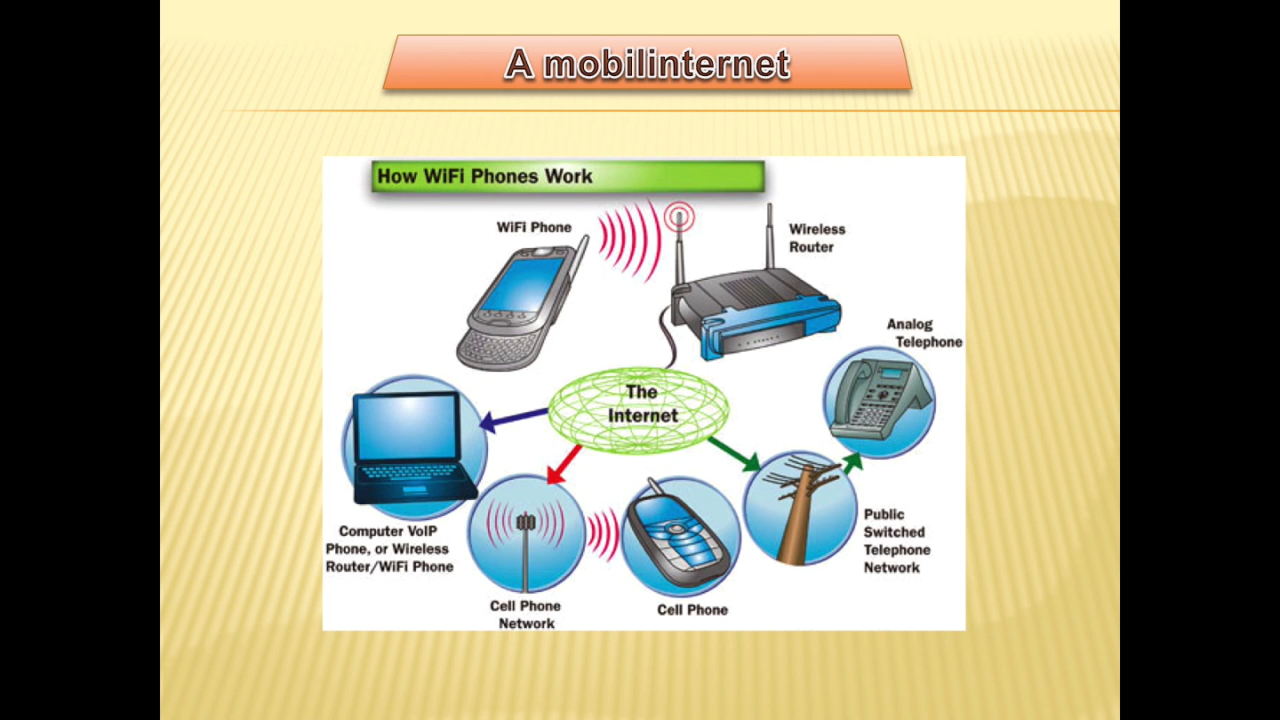 A mobilinternet
How WiFi Phones Work
WiFi Phone
Wireless
Router
Analog
Telephone
The
Internet
Computer VoIP
Phone, or Wireless
Router/WiFi Phone
Cell Phone
Network
Cell Phone
Public
Switched
Telephone
Network